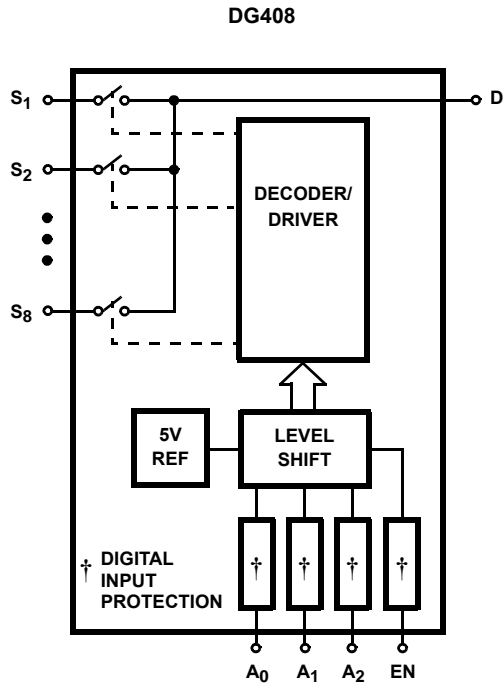 DG408
S1
D
S2
DECODER/
DRIVER
S8
5V
REF
LEVEL
SHIFT
† † † †
† DIGITAL
INPUT
PROTECTION
A0 A1 A2 EN